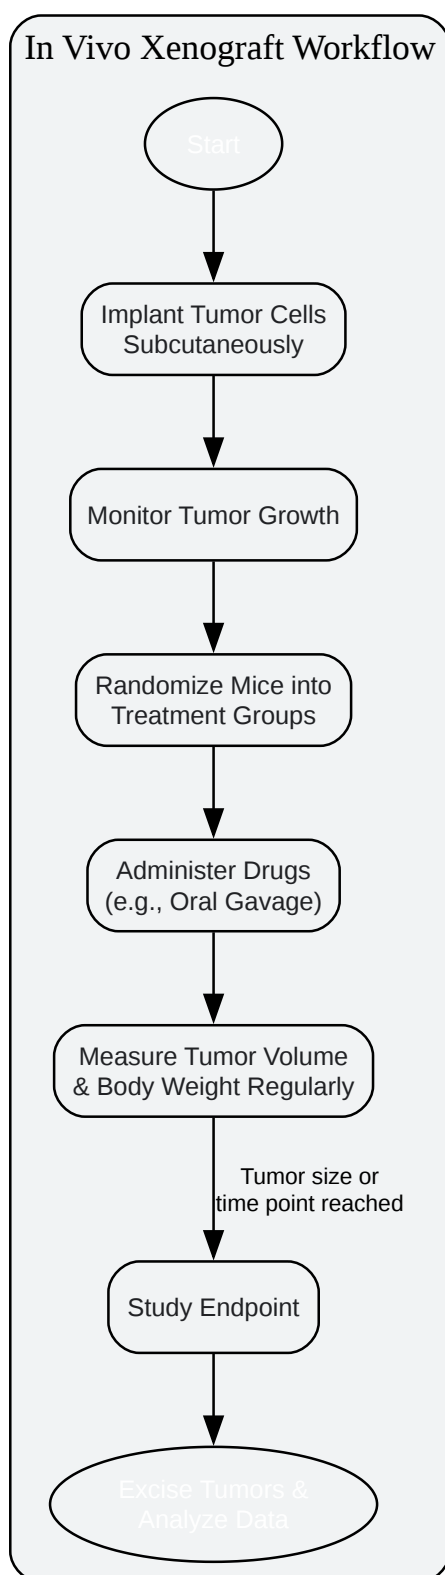 In Vivo Xenograft Workflow
Start
Implant Tumor Cells
Subcutaneously
Monitor Tumor Growth
Randomize Mice into
Treatment Groups
Administer Drugs
(e.g., Oral Gavage)
Measure Tumor Volume
& Body Weight Regularly
Tumor size or
time point reached
Study Endpoint
Excise Tumors &
Analyze Data